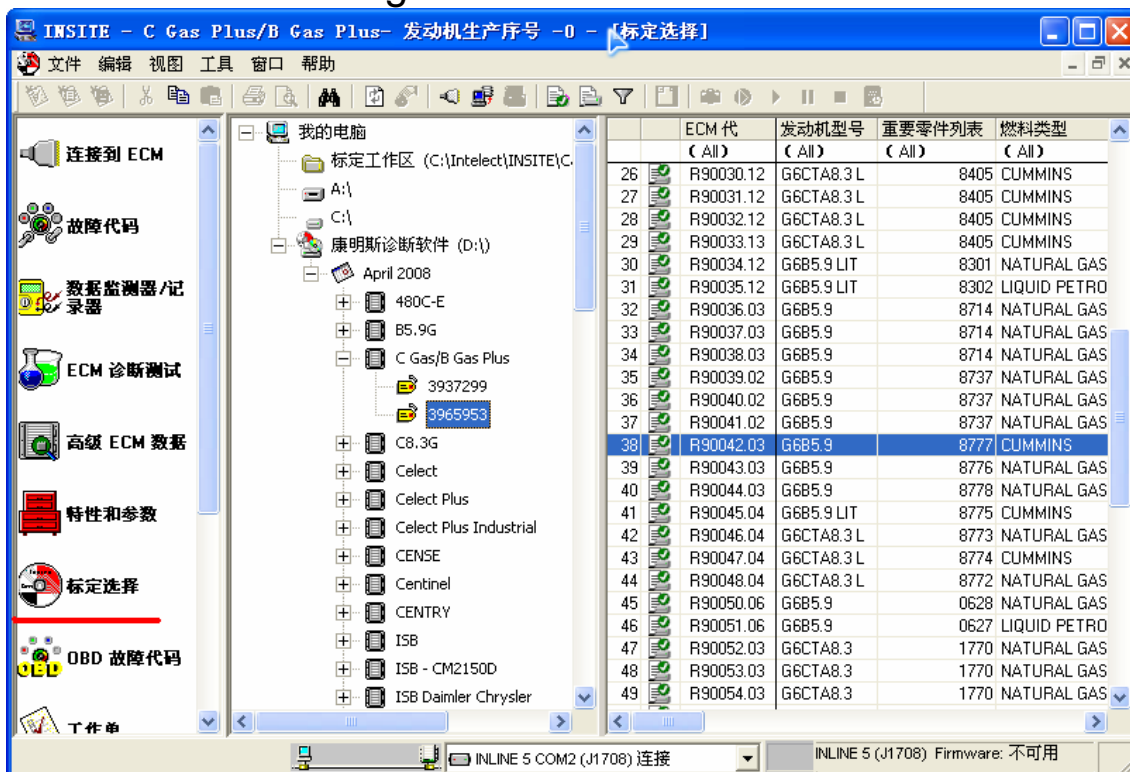 INSITE - C Gas Plus/B Gas Plus- 发动机生产序号 -0 - [标定选择]
文件 编辑 视图 工具 窗口 帮助
连接到 ECM
故障代码
数据监测器/记
录器
ECM 诊断测试
高级 ECM 数据
特性和参数
标定选择
OBD 故障代码
工作单
我的电脑
标定工作区 (C:\Intelect\INSITE\C
A:\
C:\
康明斯诊断软件 (D:\)
April 2008
480C-E
B5.9G
C Gas/B Gas Plus
3937299
3965953
C8.3G
Celect
Celect Plus
Celect Plus Industrial
CENSE
Centinel
CENTRY
ISB
ISB - CM2150D
ISB Daimler Chrysler
ECM 代 发动机型号 重要零件列表 燃料类型
(All) (All) (All) (All)
26 R90030.12 G6CTA8.3 L 8405 CUMMINS
27 R90031.12 G6CTA8.3 L 8405 CUMMINS
28 R90032.12 G6CTA8.3 L 8405 CUMMINS
29 R90033.13 G6CTA8.3 L 8405 CUMMINS
30 R90034.12 G6B5.9 LIT 8301 NATURAL GAS
31 R90035.12 G6B5.9 LIT 8302 LIQUID PETRO
32 R90036.03 G6B5.9 8714 NATURAL GAS
33 R90037.03 G6B5.9 8714 NATURAL GAS
34 R90038.03 G6B5.9 8714 NATURAL GAS
35 R90039.02 G6B5.9 8737 NATURAL GAS
36 R90040.02 G6B5.9 8737 NATURAL GAS
37 R90041.02 G6B5.9 8737 NATURAL GAS
38 R90042.03 G6B5.9 8777 CUMMINS
39 R90043.03 G6B5.9 8776 NATURAL GAS
40 R90044.03 G6B5.9 8778 NATURAL GAS
41 R90045.04 G6B5.9 LIT 8775 CUMMINS
42 R90046.04 G6CTA8.3 L 8773 NATURAL GAS
43 R90047.04 G6CTA8.3 L 8774 CUMMINS
44 R90048.04 G6CTA8.3 L 8772 NATURAL GAS
45 R90050.06 G6B5.9 0628 NATURAL GAS
46 R90051.06 G6B5.9 0627 LIQUID PETRO
47 R90052.03 G6CTA8.3 1770 NATURAL GAS
48 R90053.03 G6CTA8.3 1770 NATURAL GAS
49 R90054.03 G6CTA8.3 1770 NATURAL GAS
INLINE 5 COM2 (J1708) 连接
INLINE 5 (J1708) Firmware: 不可用